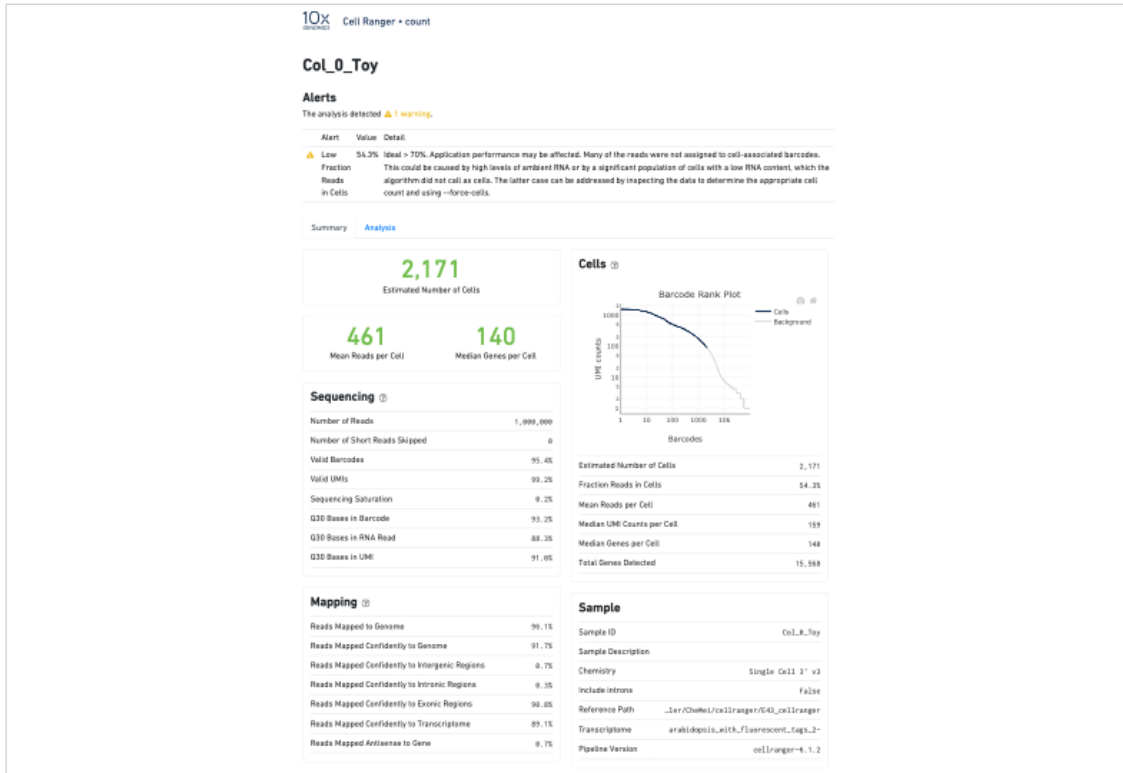 10x
GENOMICS
Cell Ranger • count
Col_0_Toy
Alerts
The analysis detected ⚠ 1 warning.
Alert Value Detail
⚠ Low Fraction Reads in Cells 54.3% Ideal > 70%. Application performance may be affected. Many of the reads were not assigned to cell-associated barcodes.
This could be caused by high levels of ambient RNA or by a significant population of cells with a low RNA content, which the
algorithm did not call as cells. The latter case can be addressed by inspecting the data to determine the appropriate cell
count and using --force-cells.
Summary Analysis
2,171
Estimated Number of Cells
461
Mean Reads per Cell
140
Median Genes per Cell
Sequencing
Number of Reads 1,000,000
Number of Short Reads Skipped 0
Valid Barcodes 95.4%
Valid UMIs 99.2%
Sequencing Saturation 0.2%
Q30 Bases in Barcode 93.2%
Q30 Bases in RNA Read 88.3%
Q30 Bases in UMI 91.0%
Mapping
Reads Mapped to Genome 96.1%
Reads Mapped Confidently to Genome 91.7%
Reads Mapped Confidently to Intergenic Regions 0.7%
Reads Mapped Confidently to Intronic Regions 0.3%
Reads Mapped Confidently to Exonic Regions
Reads Mapped Confidently to Transcriptome 89.1%
Reads Mapped Antisense to Gene 0.7%
Cells
Barcode Rank Plot
Cells
Background
UMI counts
1000
100
10
1 10 100 1000 10k
Barcodes
Estimated Number of Cells 2,171
Fraction Reads in Cells 54.3%
Mean Reads per Cell 461
Median UMI Counts per Cell 159
Median Genes per Cell 140
Total Genes Detected 15,568
Sample
Sample ID Col_0_Toy
Sample Description
Chemistry Single Cell 3' v3
Include introns False
Reference Path …ler/CheWei/cellranger/E43_cellranger
Transcriptome arabidopsis_with_fluorescent_tags_2-
Pipeline Version cellranger-6.1.2